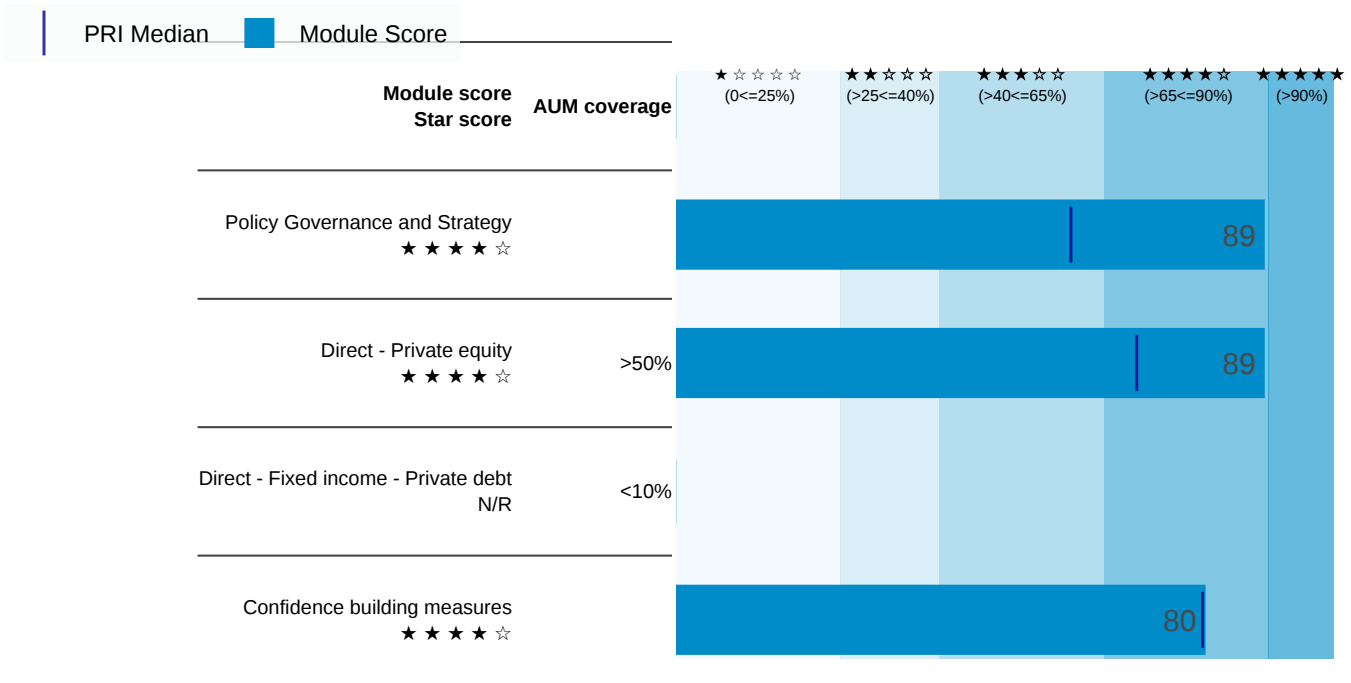 PRI Median Module Score
★ ☆ ☆ ☆ ☆ ★ ★ ☆ ☆ ☆ ★ ★ ★ ☆ ☆ ★ ★ ★ ★ ☆ ★ ★ ★ ★ ★
(0<=25%) (>25<=40%) (>40<=65%) (>65<=90%) (>90%)
Module score
Star score
AUM coverage
Policy Governance and Strategy
★ ★ ★ ★ ☆
89
Direct - Private equity
★ ★ ★ ★ ☆
>50%
89
Direct - Fixed income - Private debt
N/R
<10%
Confidence building measures
★ ★ ★ ★ ☆
80